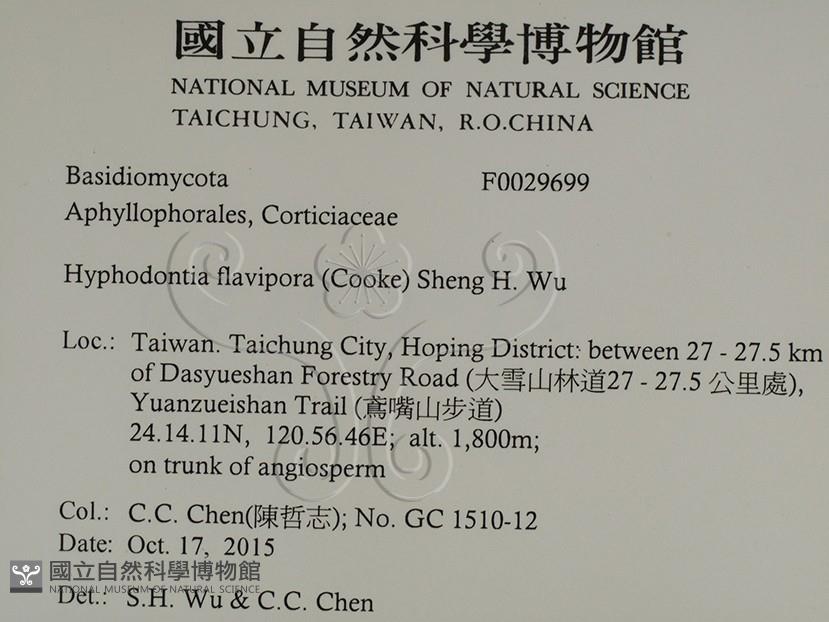 國立自然科學博物館
NATIONAL MUSEUM OF NATURAL SCIENCE
TAICHUNG, TAIWAN, R.O.CHINA
Basidiomycota F0029699
Aphyllophorales, Corticiaceae
Hyphodontia flavipora (Cooke) Sheng H. Wu
Loc.: Taiwan. Taichung City, Hoping District: between 27 - 27.5 km
of Dasyueshan Forestry Road (大雪山林道27 - 27.5 公里處),
Yuanzueishan Trail (鳶嘴山步道)
24.14.11N, 120.56.46E; alt. 1,800m;
on trunk of angiosperm
Col.: C.C. Chen(陳哲志); No. GC 1510-12
Date: Oct. 17, 2015
國立自然科學博物館
NATIONAL MUSEUM OF NATURAL SCIENCE
Det.: S.H. Wu & C.C. Chen